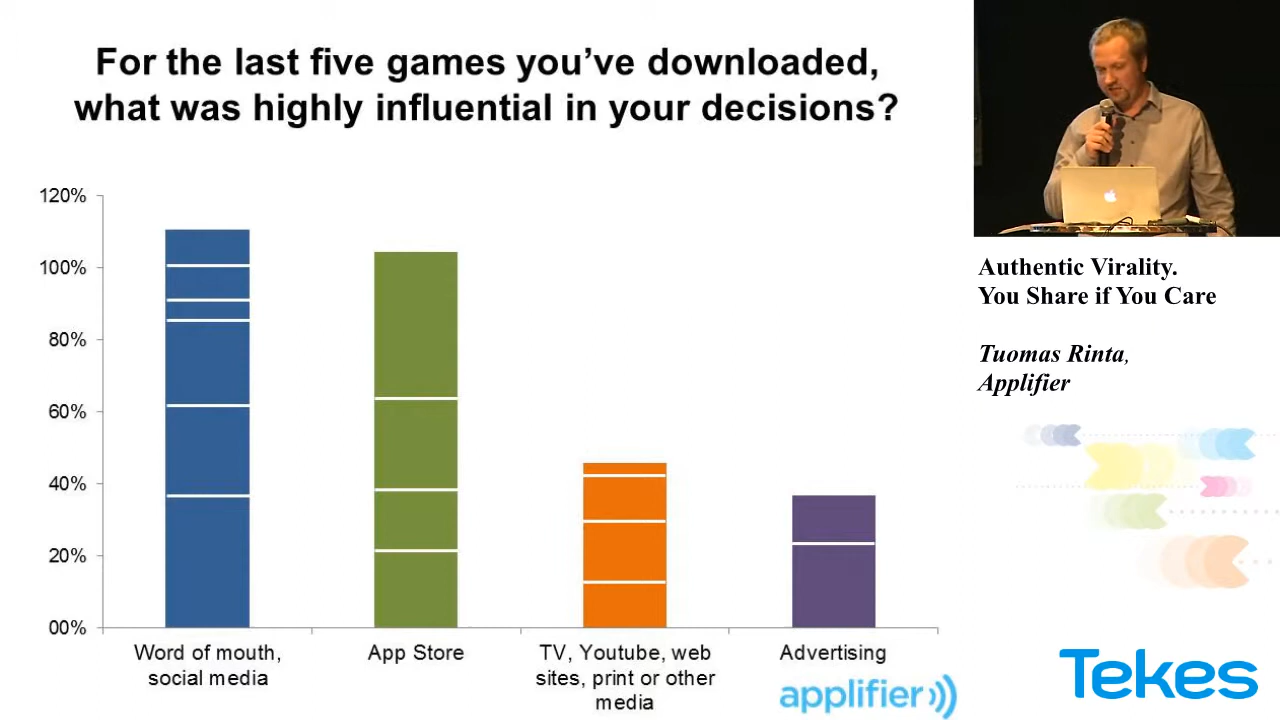 For the last five games you’ve downloaded,
what was highly influential in your decisions?
120%
100%
80%
60%
40%
20%
00%
Word of mouth,
social media
App Store
TV, Youtube, web
sites, print or other
media
Advertising
applifier
Authentic Virality.
You Share if You Care
Tuomas Rinta,
Applifier
Tekes